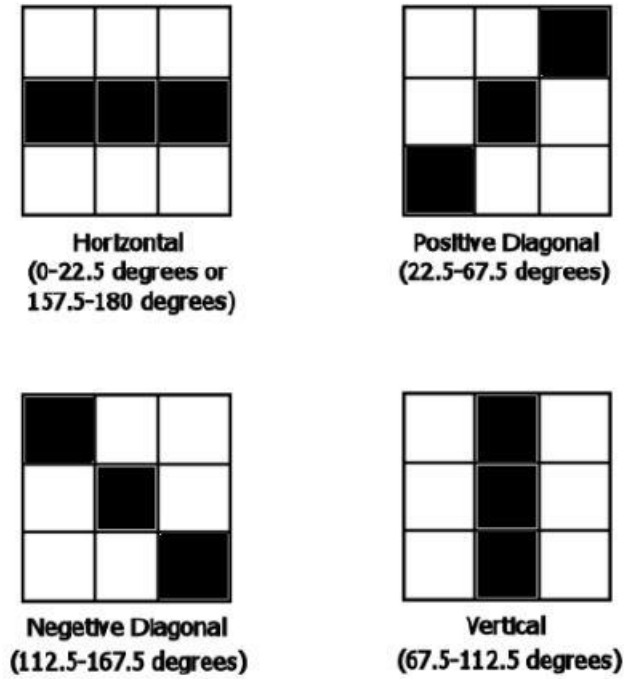 Horizontal
(0-22.5 degrees or
157.5-180 degrees)
Positive Diagonal
(22.5-67.5 degrees)
Negetive Diagonal
(112.5-167.5 degrees)
Vertical
(67.5-112.5 degrees)